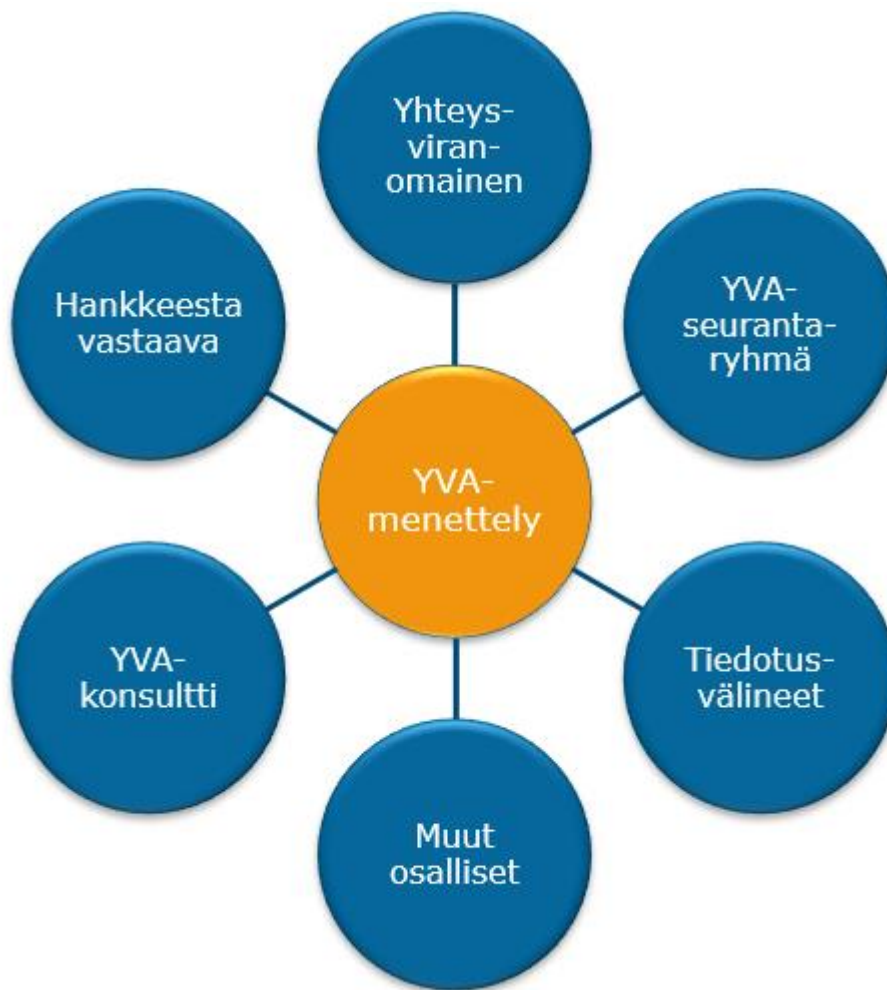 Yhteys-
viran-
omainen
Hankkeesta
vastaava
YVA-
seuranta-
ryhmä
YVA-
menettely
YVA-
konsultti
Tiedotus-
välineet
Muut
osalliset